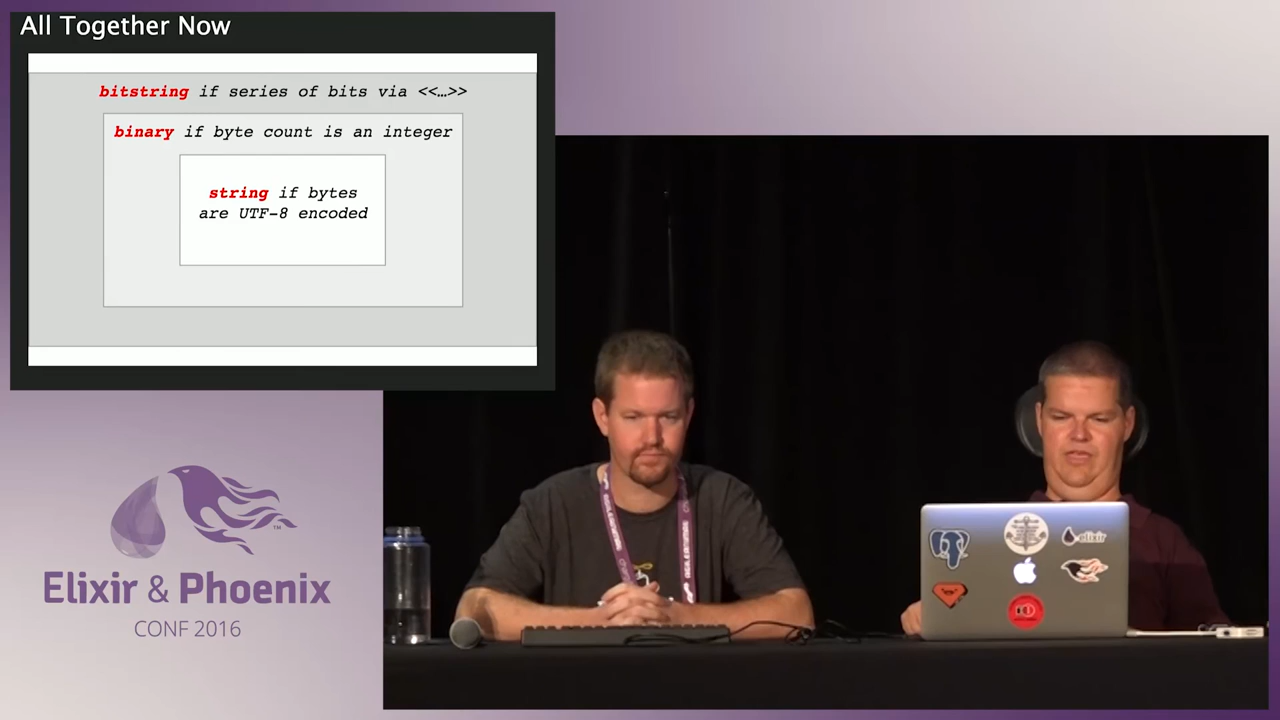 All Together Now
bitstring if series of bits via <<…>>
binary if byte count is an integer
string if bytes
are UTF-8 encoded
Elixir & Phoenix
™
CONF 2016
elixir